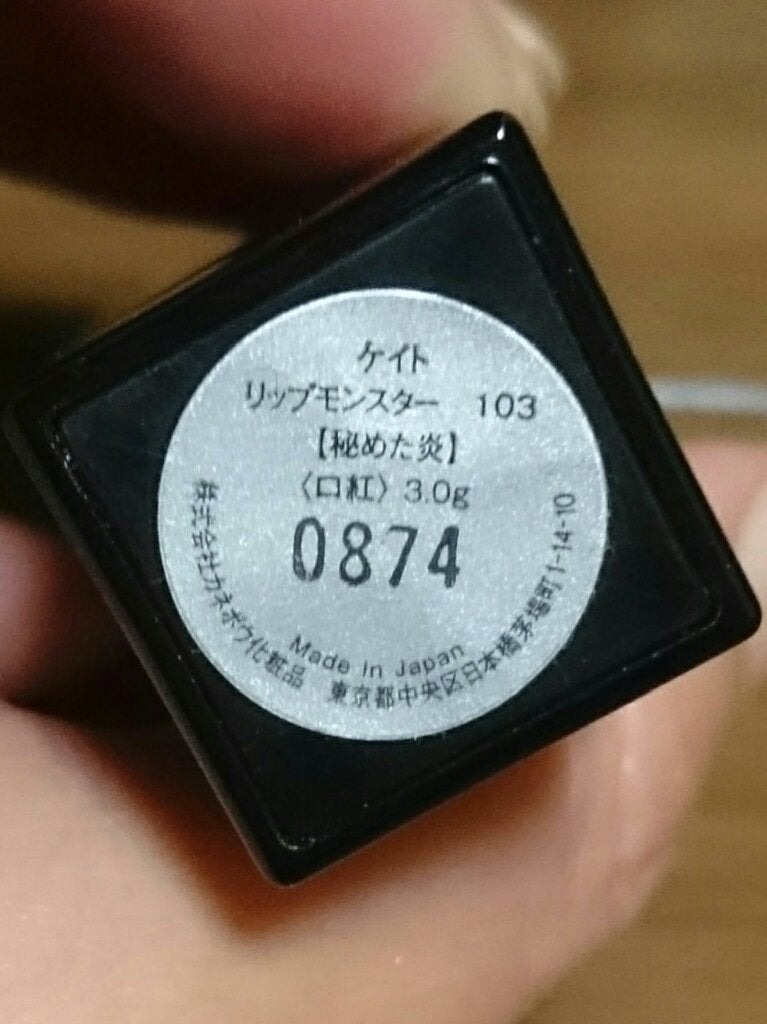 ケイト
リップモンスター 103
【秘めた炎】
〈口紅〉3.0g
0874
Made in Japan
株式会社カネボウ化粧品 東京都中央区日本橋茅場町1-14-10